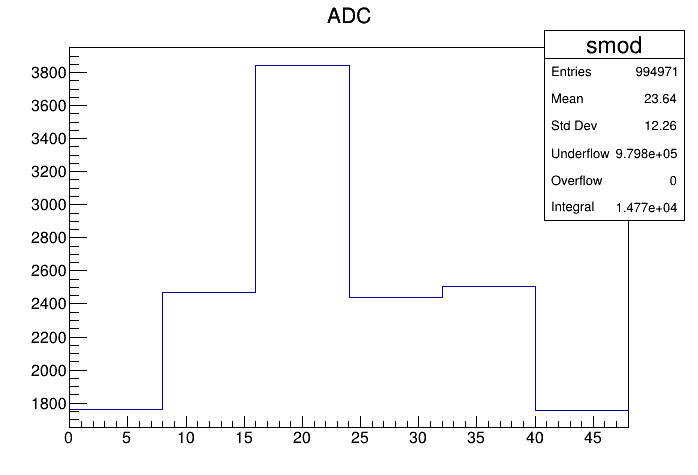 ADC
smod
Entries 994971
Mean 23.64
Std Dev 12.26
Underflow 9.798e+05
Overflow 0
Integral 1.477e+04
3800
3600
3400
3200
3000
2800
2600
2400
2200
2000
1800
0 5 10 15 20 25 30 35 40 45